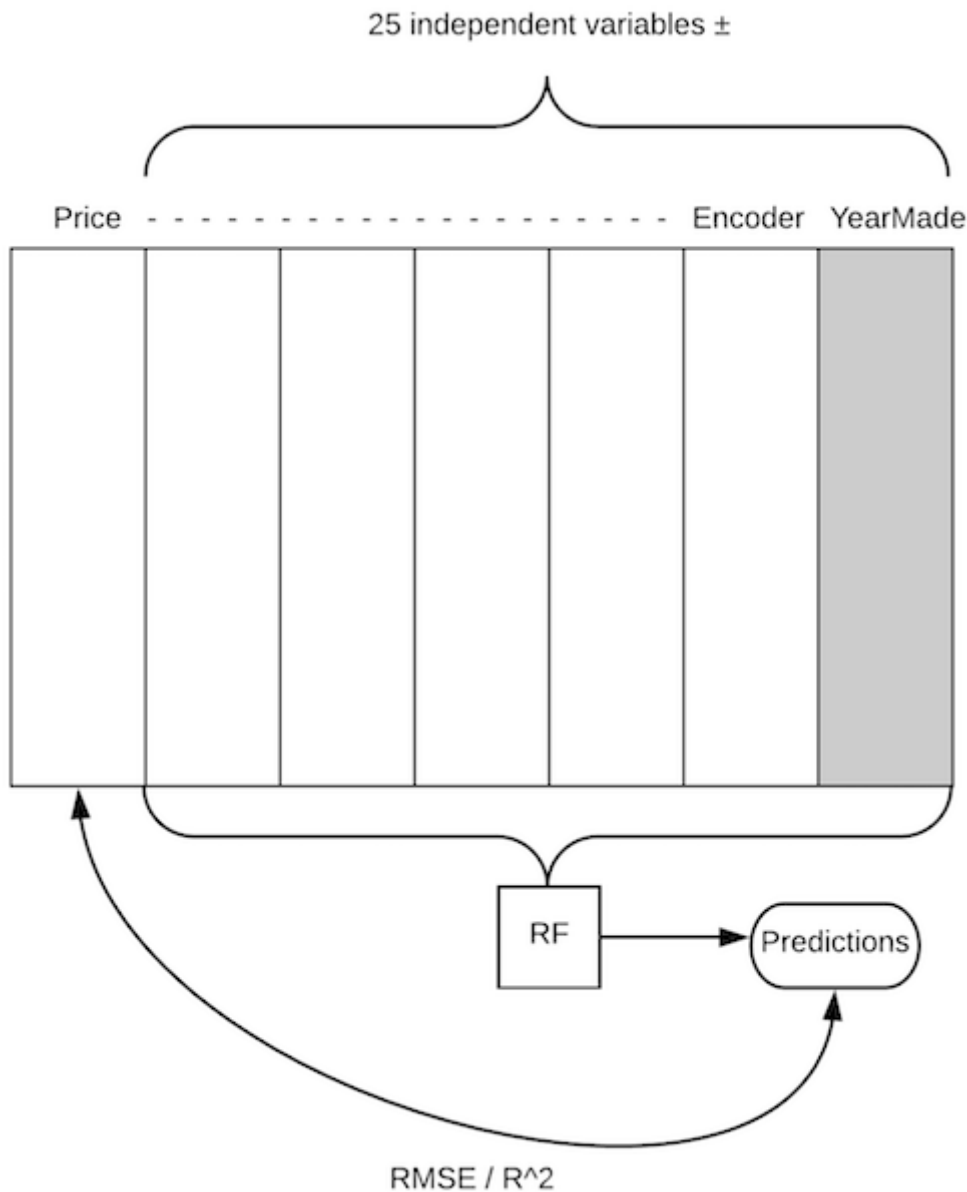 25 independent variables ±
Price - - - - - - - - - - - - - - - - - - - - Encoder YearMade
RF
Predictions
RMSE / R^2